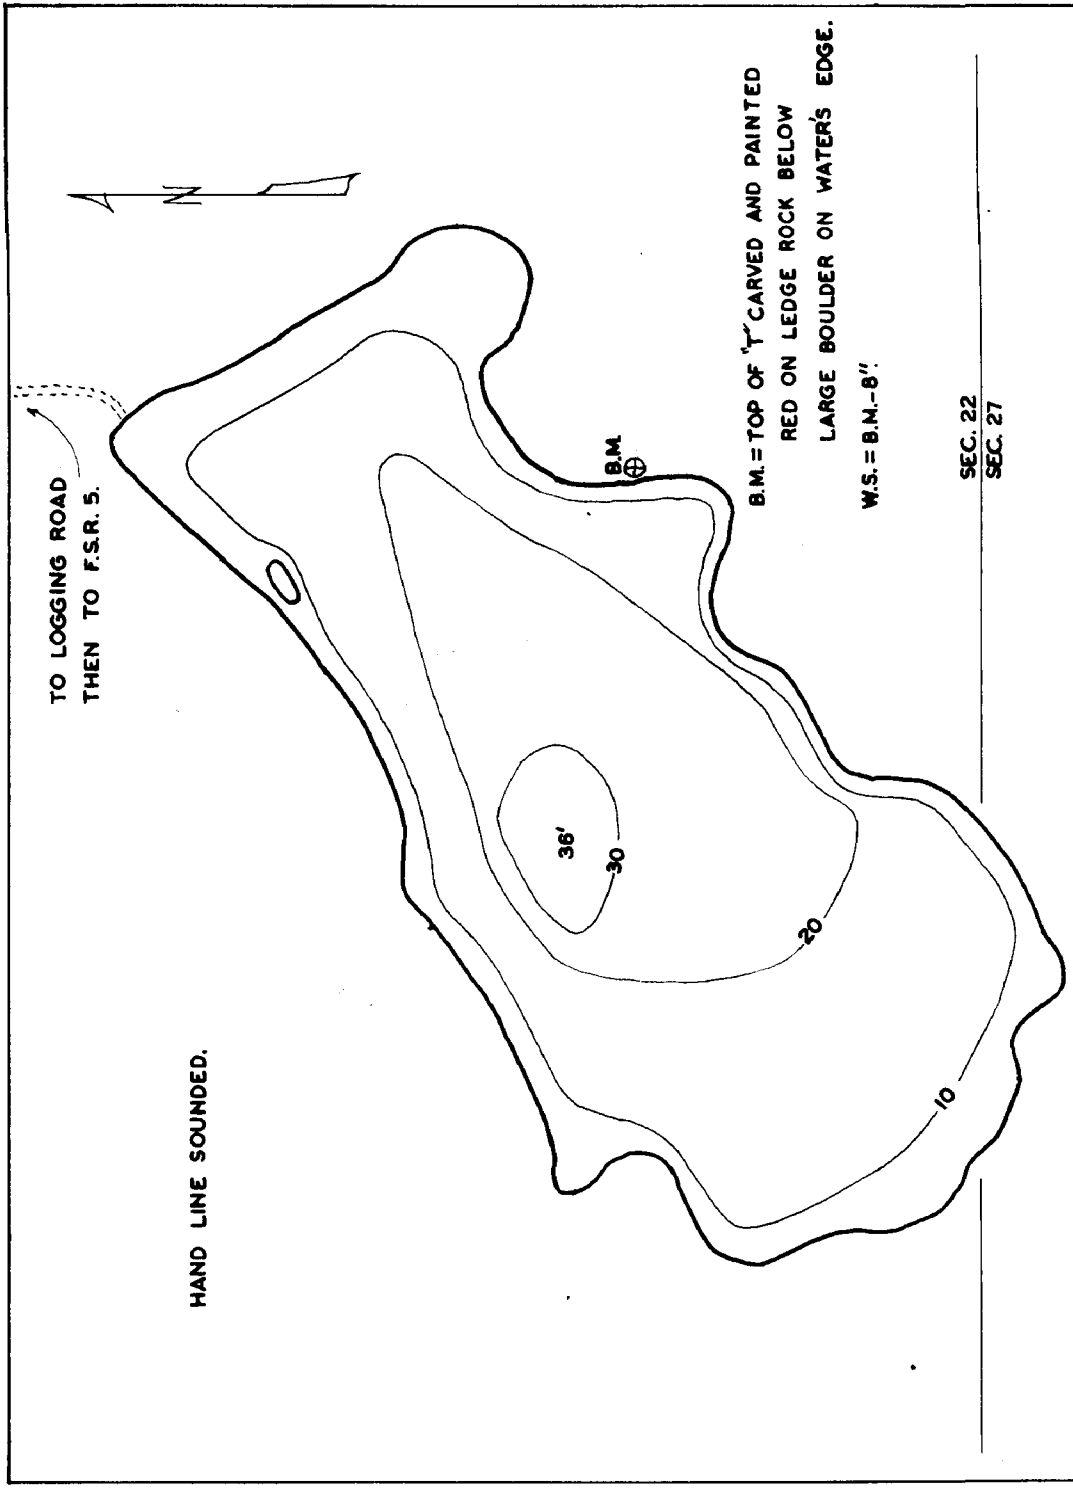 TO LOGGING ROAD
THEN TO F.S.R. 5.
N
HAND LINE SOUNDED.
B.M.
36'
30
20
10
B.M. = TOP OF "T" CARVED AND PAINTED
RED ON LEDGE ROCK BELOW
LARGE BOULDER ON WATER'S EDGE.
W.S. = B.M.-8".
SEC. 22
SEC. 27